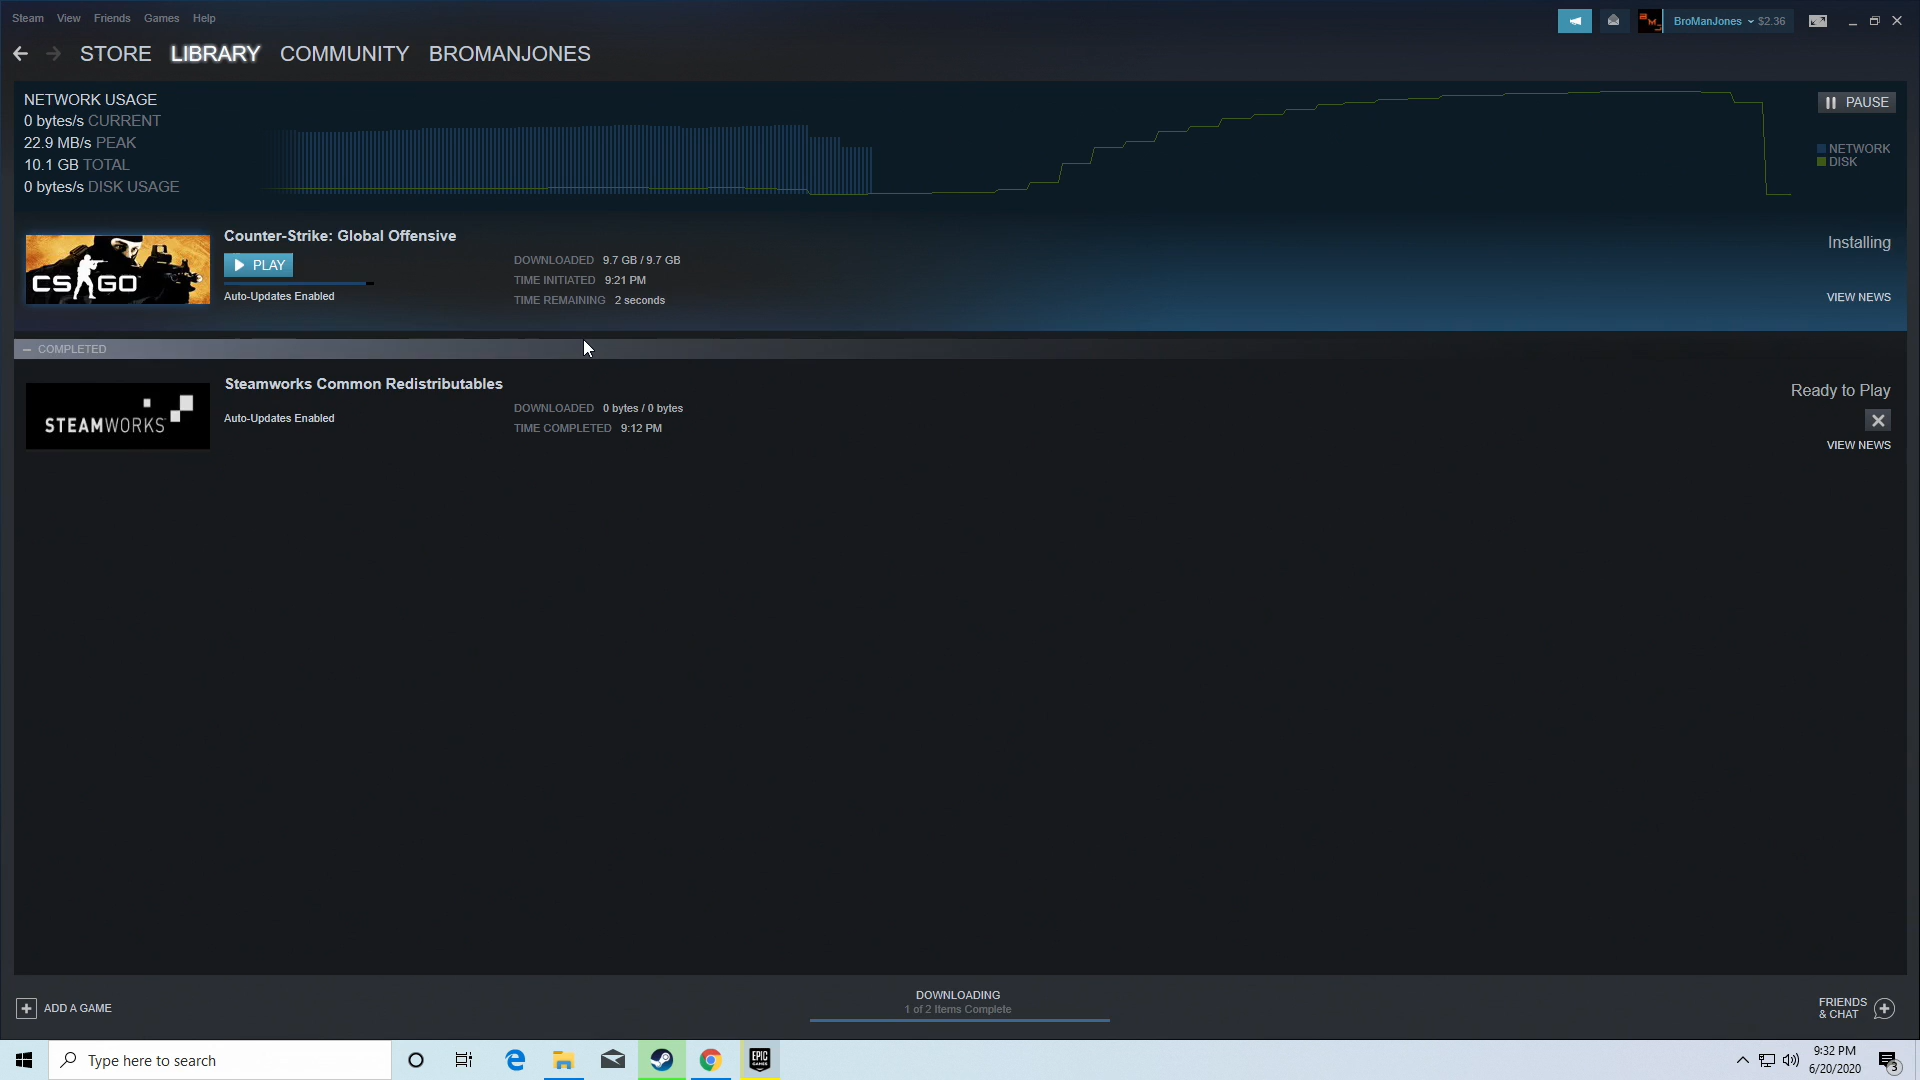 Steam View Friends Games Help
BroManJones $2.36
STORE LIBRARY COMMUNITY BROMANJONES
NETWORK USAGE
0 bytes/s CURRENT
22.9 MB/s PEAK
10.1 GB TOTAL
0 bytes/s DISK USAGE
PAUSE
NETWORK
DISK
CS GO
Counter-Strike: Global Offensive
PLAY
Auto-Updates Enabled
DOWNLOADED 9.7 GB / 9.7 GB
TIME INITIATED 9:21 PM
TIME REMAINING 2 seconds
Installing
VIEW NEWS
COMPLETED
STEAMWORKS
Steamworks Common Redistributables
Auto-Updates Enabled
DOWNLOADED 0 bytes / 0 bytes
TIME COMPLETED 9:12 PM
Ready to Play
VIEW NEWS
ADD A GAME
DOWNLOADING
1 of 2 Items Complete
FRIENDS
& CHAT
Type here to search
EPIC
GAMES
9:32 PM
6/20/2020
3